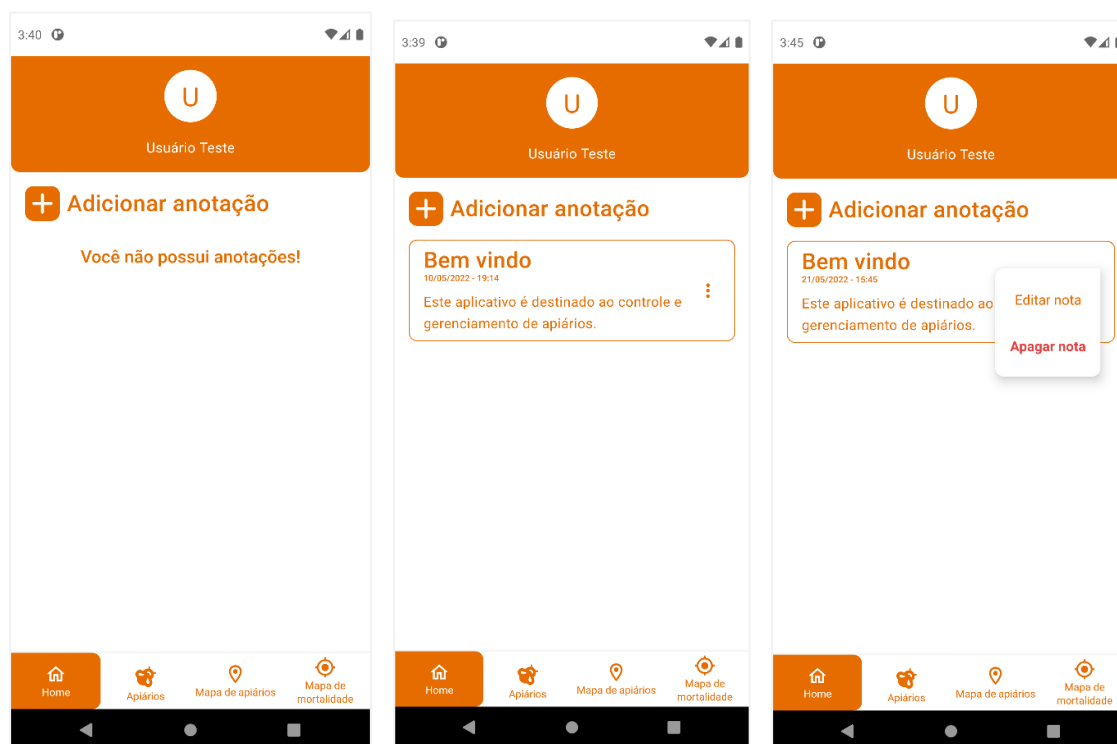 3:40
U
Usuário Teste
Adicionar anotação
Você não possui anotações!
Home
Apiários
Mapa de apiários
Mapa de
mortalidade
3:39
U
Usuário Teste
Adicionar anotação
Bem vindo
10/05/2022 - 19:14
Este aplicativo é destinado ao controle e
gerenciamento de apiários.
Home
Apiários
Mapa de apiários
Mapa de
mortalidade
3:45
U
Usuário Teste
Adicionar anotação
Bem vindo
21/05/2022 - 15:45
Este aplicativo é destinado ao
gerenciamento de apiários.
Editar nota
Apagar nota
Home
Apiários
Mapa de apiários
Mapa de
mortalidade